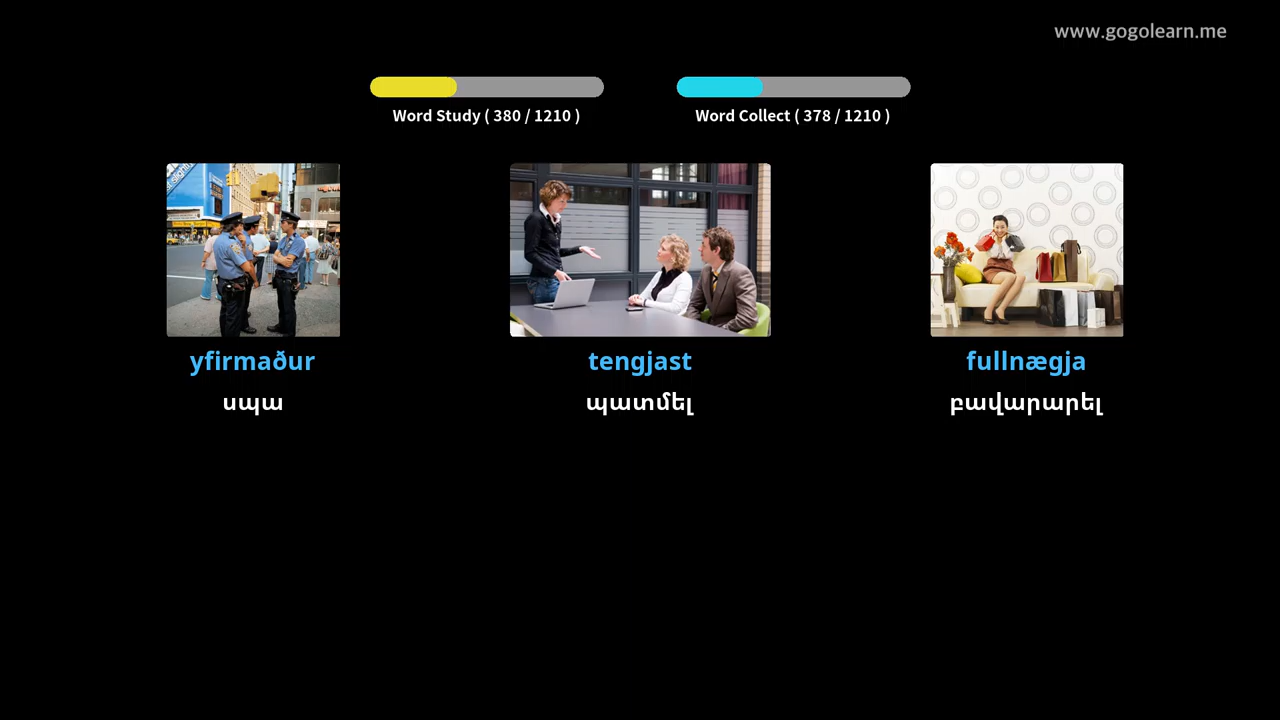 www.gogolearn.me
Word Study ( 380 / 1210 )
Word Collect ( 378 / 1210 )
yfirmaður
tengjast
fullnægja
սպա
պատմել
բավարարել